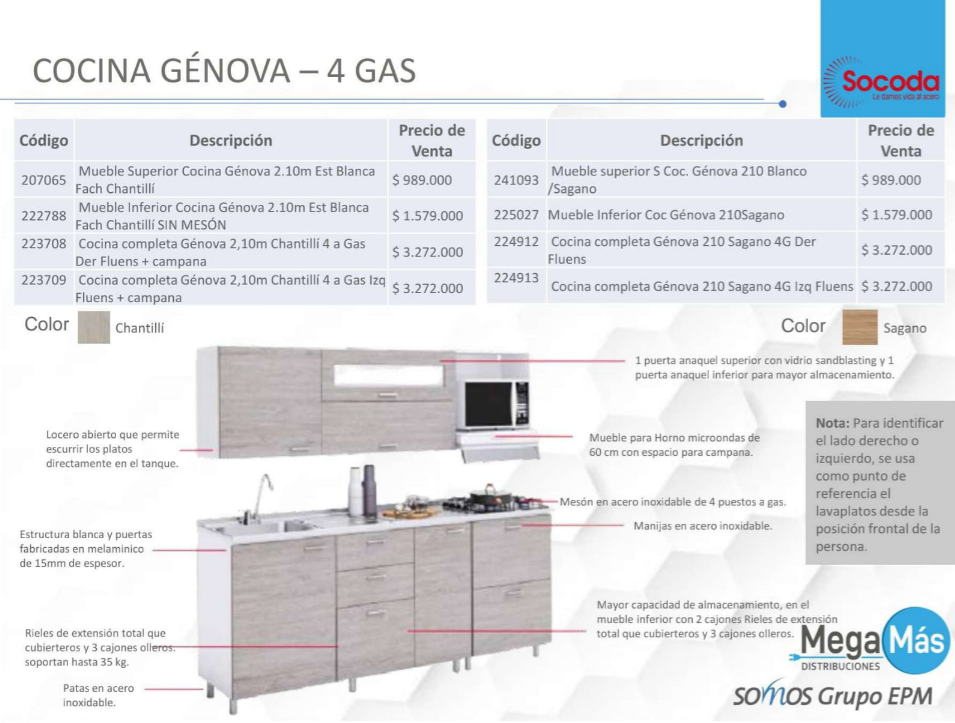 COCINA GÉNOVA – 4 GAS
Socoda
Le damos vida al acero
Código Descripción Precio de Venta
207065 Mueble Superior Cocina Génova 2.10m Est Blanca
Fach Chantillí $ 989.000
222788 Mueble Inferior Cocina Génova 2.10m Est Blanca
Fach Chantillí SIN MESÓN $ 1.579.000
223708 Cocina completa Génova 2,10m Chantillí 4 a Gas
Der Fluens + campana $ 3.272.000
223709 Cocina completa Génova 2,10m Chantillí 4 a Gas Izq
Fluens + campana $ 3.272.000
Código Descripción Precio de Venta
241093 Mueble superior S Coc. Génova 210 Blanco
/Sagano $ 989.000
225027 Mueble Inferior Coc Génova 210Sagano $ 1.579.000
224912 Cocina completa Génova 210 Sagano 4G Der
Fluens $ 3.272.000
224913 Cocina completa Génova 210 Sagano 4G Izq Fluens $ 3.272.000
Color Chantillí
Color Sagano
1 puerta anaquel superior con vidrio sandblasting y 1
puerta anaquel inferior para mayor almacenamiento.
Locero abierto que permite
escurrir los platos
directamente en el tanque.
Mueble para Horno microondas de
60 cm con espacio para campana.
Nota: Para identificar
el lado derecho o
izquierdo, se usa
como punto de
referencia el
lavaplatos desde la
posición frontal de la
persona.
Mesón en acero inoxidable de 4 puestos a gas.
Manijas en acero inoxidable.
Estructura blanca y puertas
fabricadas en melaminico
de 15mm de espesor.
Mayor capacidad de almacenamiento, en el
mueble inferior con 2 cajones Rieles de extensión
total que cubierteros y 3 cajones olleros.
Rieles de extensión total que
cubierteros y 3 cajones olleros.
soportan hasta 35 kg.
Patas en acero
inoxidable.
MegaMás
DISTRIBUCIONES
SOMOS Grupo EPM